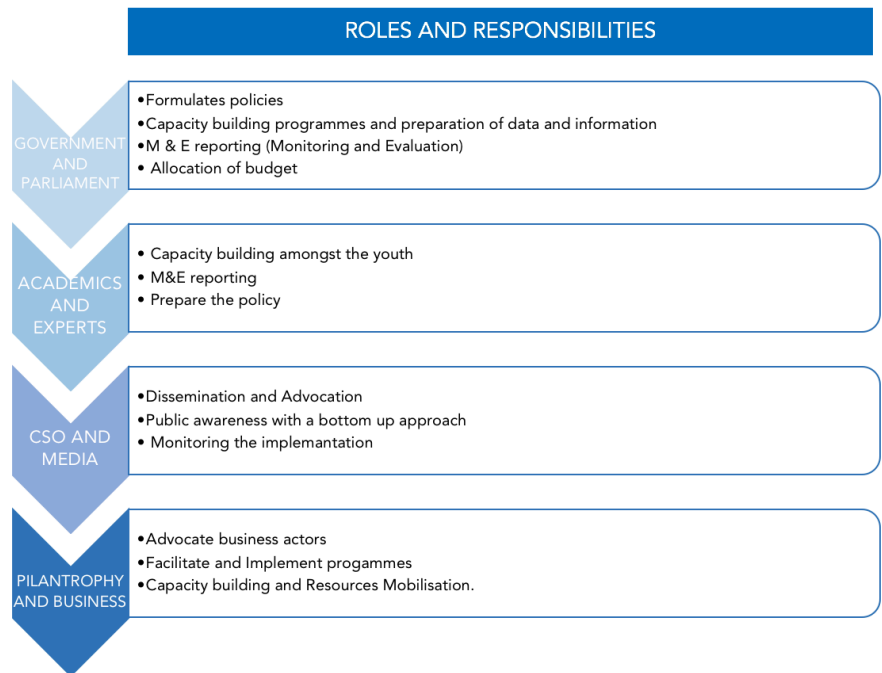 ROLES AND RESPONSIBILITIES
GOVERNMENT
AND
PARLIAMENT
•Formulates policies
•Capacity building programmes and preparation of data and information
•M & E reporting (Monitoring and Evaluation)
• Allocation of budget
ACADEMICS
AND
EXPERTS
• Capacity building amongst the youth
• M&E reporting
• Prepare the policy
CSO AND
MEDIA
•Dissemination and Advocation
•Public awareness with a bottom up approach
• Monitoring the implemantation
PILANTROPHY
AND BUSINESS
•Advocate business actors
•Facilitate and Implement progammes
•Capacity building and Resources Mobilisation.